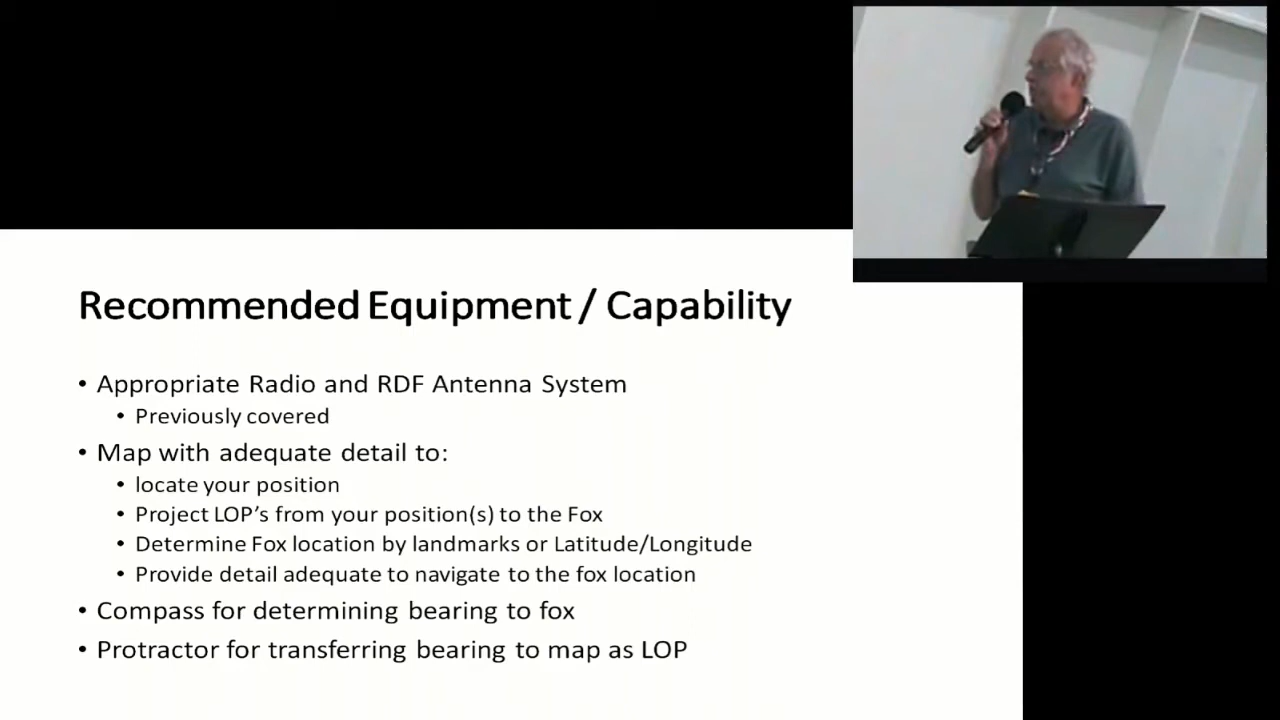 Recommended Equipment / Capability
• Appropriate Radio and RDF Antenna System
• Previously covered
• Map with adequate detail to:
• locate your position
• Project LOP’s from your position(s) to the Fox
• Determine Fox location by landmarks or Latitude/Longitude
• Provide detail adequate to navigate to the fox location
• Compass for determining bearing to fox
• Protractor for transferring bearing to map as LOP